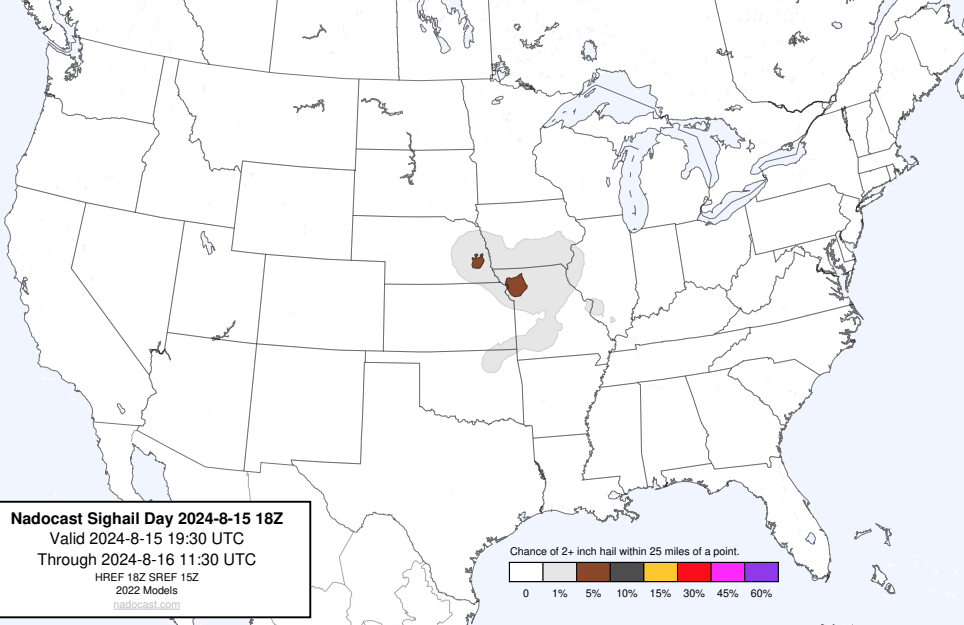 Nadocast Sighail Day 2024-8-15 18Z
Valid 2024-8-15 19:30 UTC
Through 2024-8-16 11:30 UTC
HREF 18Z SREF 15Z
2022 Models
nadocast.com
Chance of 2+ inch hail within 25 miles of a point.
0 1% 5% 10% 15% 30% 45% 60%